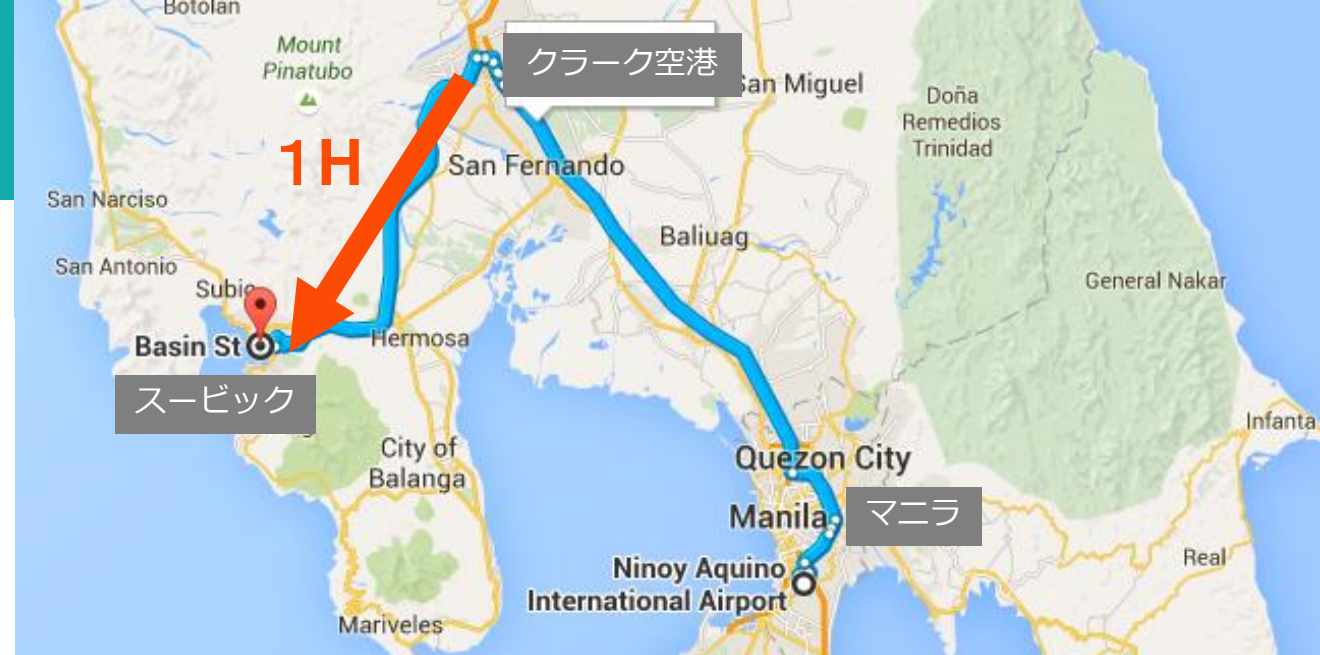 Botolan
Mount
Pinatubo
クラーク空港
San Miguel
Doña
Remedios
Trinidad
1H
San Fernando
San Narciso
Baliuag
San Antonio
General Nakar
Subic
Hermosa
Basin St
スービック
Infanta
City of
Balanga
Quezon City
Manila
マニラ
Real
Ninoy Aquino
International Airport
Mariveles